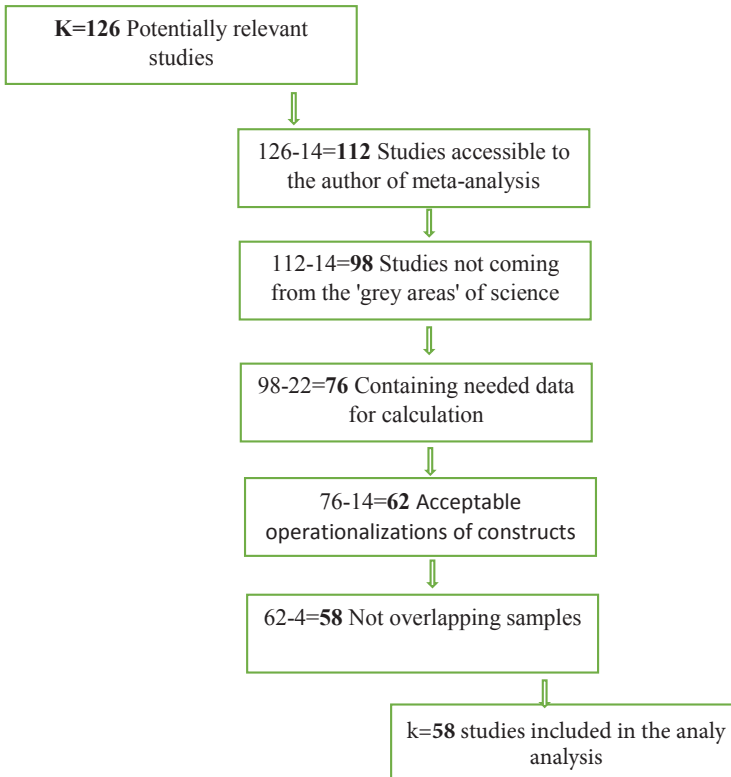 K=126 Potentially relevant
studies
126-14=112 Studies accessible to
the author of meta-analysis
112-14=98 Studies not coming
from the 'grey areas' of science
98-22=76 Containing needed data
for calculation
76-14=62 Acceptable
operationalizations of constructs
62-4=58 Not overlapping samples
k=58 studies included in the analy
analysis